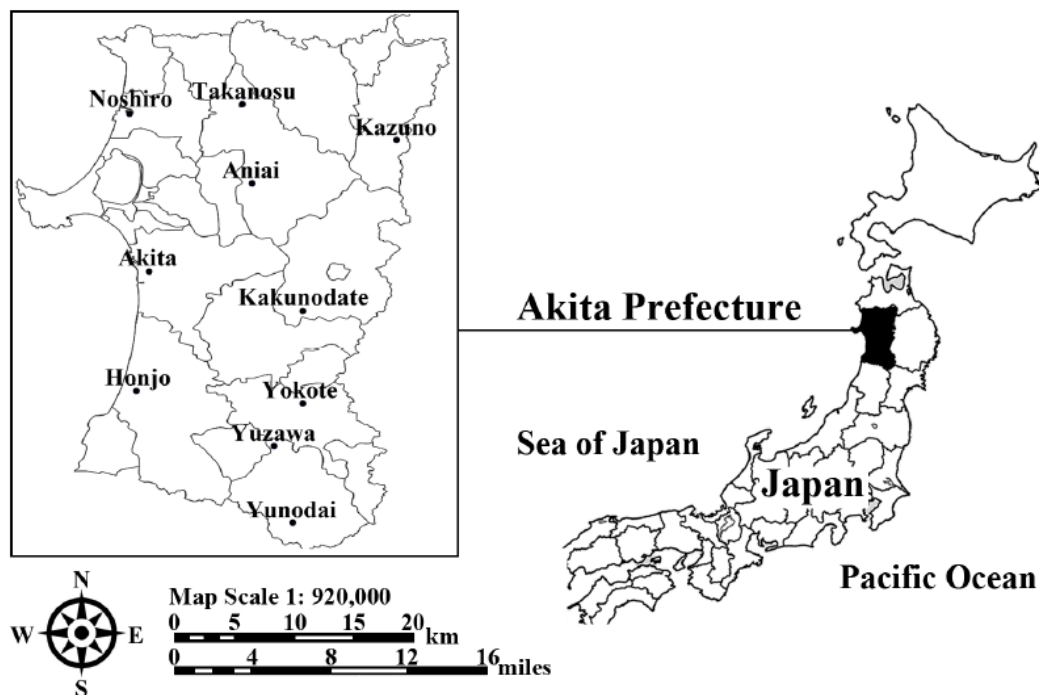 Noshiro
Takanosu
Kazuno
Aniai
Akita
Kakunodate
Honjo
Yokote
Yuzawa
Yunodai
Akita Prefecture
Sea of Japan
Japan
Pacific Ocean
N
W E
S
Map Scale 1: 920,000
0 5 10 15 20 km
0 4 8 12 16 miles